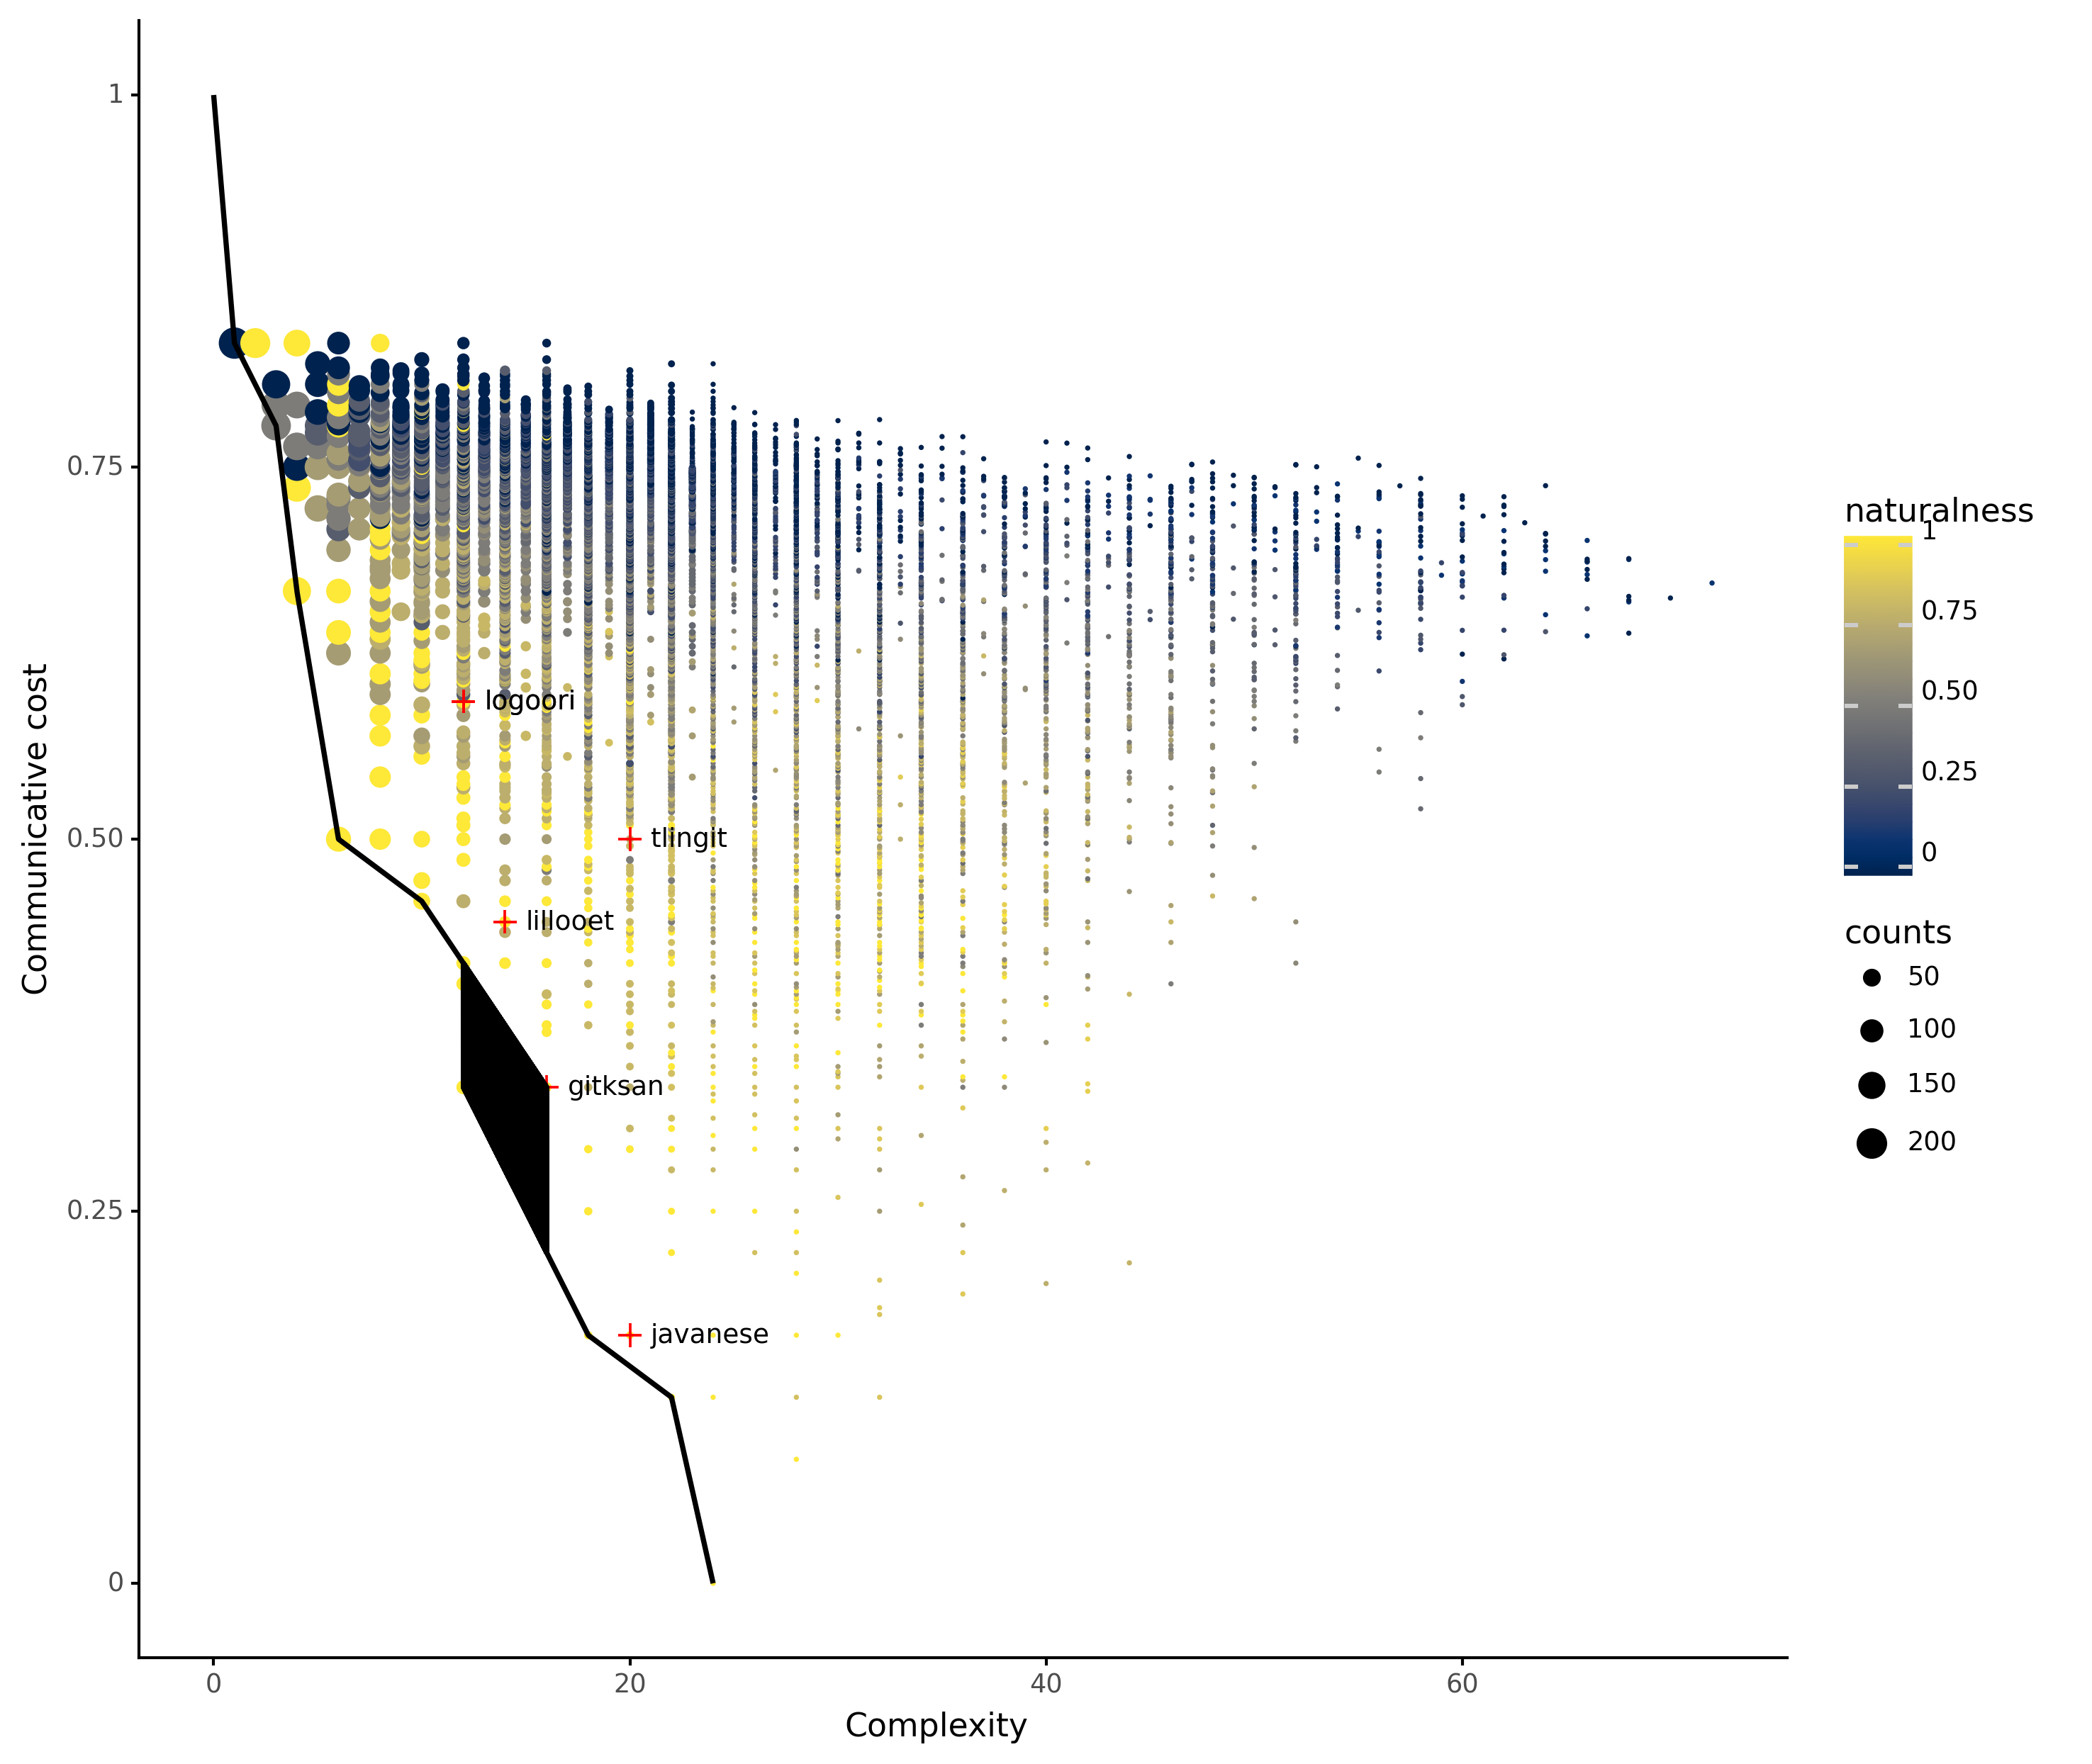 1
0.75
0.50
0.25
0
Communicative cost
logoori
tlingit
lillooet
gitksan
javanese
0
20
40
60
Complexity
naturalness
1
0.75
0.50
0.25
0
counts
50
100
150
200